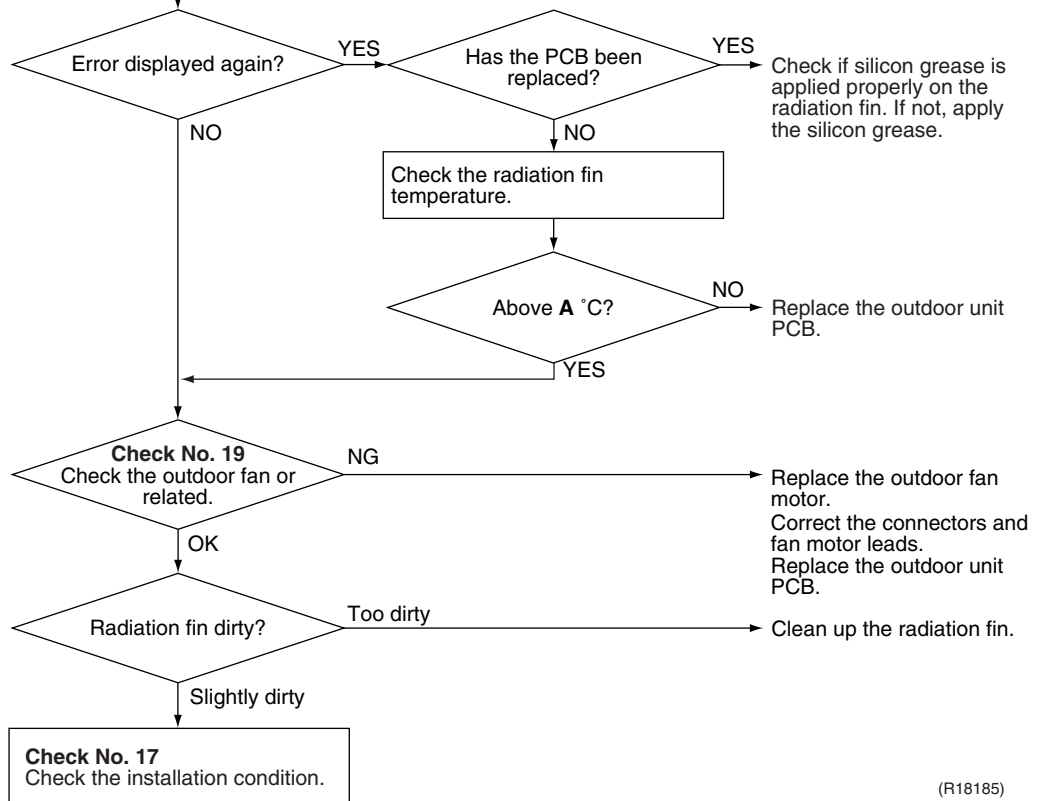 Error displayed again?
YES
Has the PCB been
replaced?
YES
Check if silicon grease is
applied properly on the
radiation fin. If not, apply
the silicon grease.
NO
NO
Check the radiation fin
temperature.
Above A °C?
NO
Replace the outdoor unit
PCB.
YES
Check No. 19
Check the outdoor fan or
related.
NG
Replace the outdoor fan
motor.
Correct the connectors and
fan motor leads.
Replace the outdoor unit
PCB.
OK
Radiation fin dirty?
Too dirty
Clean up the radiation fin.
Slightly dirty
Check No. 17
Check the installation condition.
(R18185)